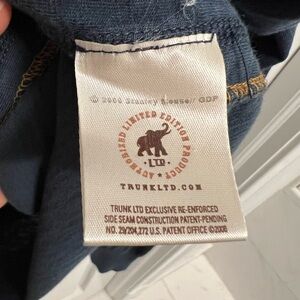 © 2006 Stanley Mouse// GDP
AUTHORIZED LIMITED EDITION PRODUCT
· LTD ·
TRUNKLTD.COM
TRUNK LTD EXCLUSIVE RE-ENFORCED
SIDE SEAM CONSTRUCTION PATENT-PENDING
NO. 29/204,272 U.S. PATENT OFFICE ©2006